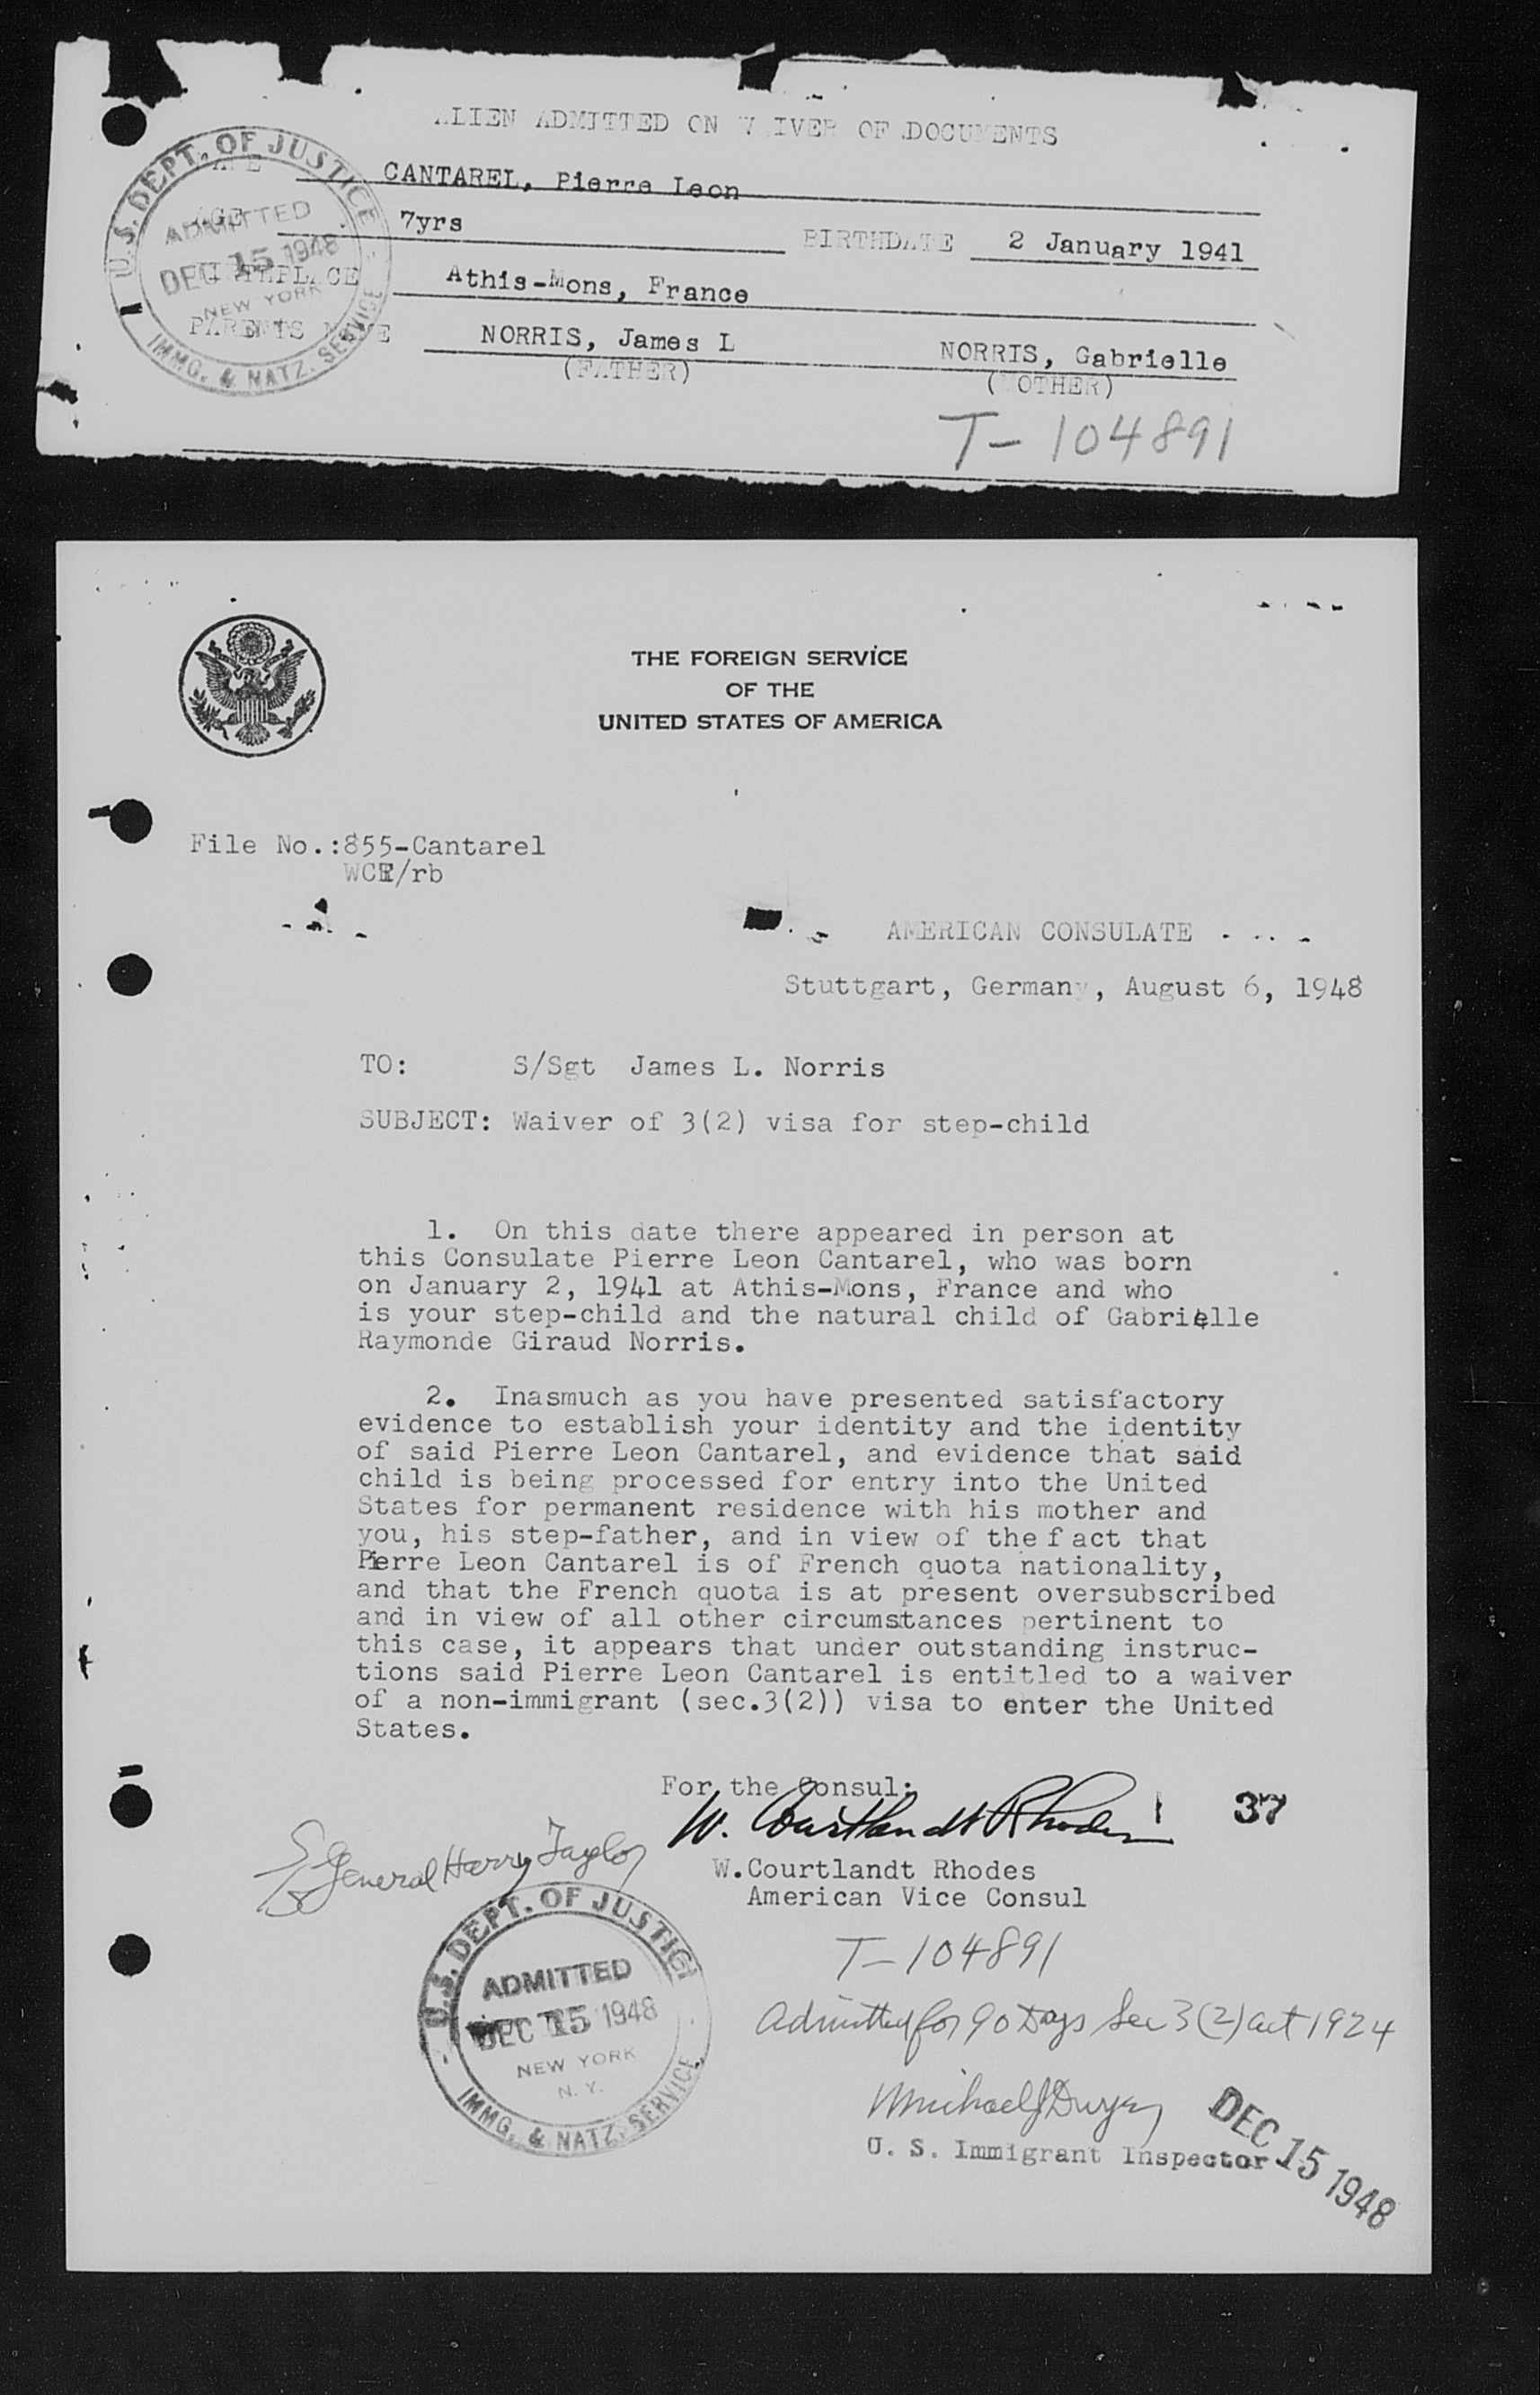 ALIEN ADMITTED ON WAIVER OF DOCUMENTS
CANTAREL, Pierre Leon
AGE 7yrs BIRTHDATE 2 January 1941
Athis-Mons, France
PARENTS NORRIS, James L NORRIS, Gabrielle
(FATHER) (MOTHER)
T-104891
U.S. DEPT. OF JUSTICE
ADMITTED
DEC 15 1948
NEW YORK
IMMG. & NATZ. SERVICE
THE FOREIGN SERVICE
OF THE
UNITED STATES OF AMERICA
File No.:855-Cantarel
/rb
AMERICAN CONSULATE
Stuttgart, Germany, August 6, 1948
TO: S/Sgt James L. Norris
SUBJECT: Waiver of 3(2) visa for step-child
1. On this date there appeared in person at
this Consulate Pierre Leon Cantarel, who was born
on January 2, 1941 at Athis-Mons, France and who
is your step-child and the natural child of Gabrielle
Raymonde Giraud Norris.
2. Inasmuch as you have presented satisfactory
evidence to establish your identity and the identity
of said Pierre Leon Cantarel, and evidence that said
child is being processed for entry into the United
States for permanent residence with his mother and
you, his step-father, and in view of the fact that
Pierre Leon Cantarel is of French quota nationality,
and that the French quota is at present oversubscribed
and in view of all other circumstances pertinent to
this case, it appears that under outstanding instruc-
tions said Pierre Leon Cantarel is entitled to a waiver
of a non-immigrant (sec.3(2)) visa to enter the United
States.
For the Consul:
W. Courtlandt Rhodes
37
SS General Harry Taylor
W.Courtlandt Rhodes
American Vice Consul
T-104891
U.S. DEPT. OF JUSTICE
ADMITTED
DEC 15 1948
NEW YORK
N.Y.
IMMG. & NATZ. SERVICE
Admitted for 90 Days Sec 3(2) act 1924
Michael J Dwyer
U. S. Immigrant Inspector
DEC 15 1948